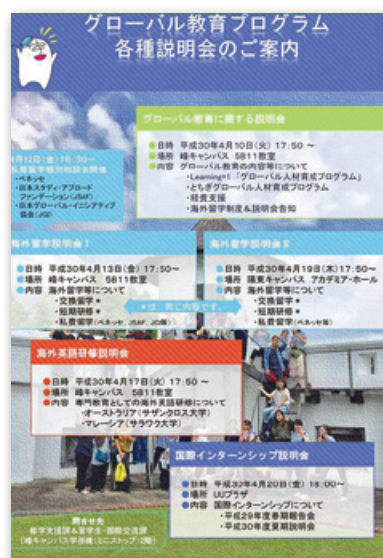 グローバル教育プログラム
各種説明会のご案内
グローバル教育に関する説明会
●日時 平成30年4月10日(火) 17:50 ~
●場所 峰キャンパス 5811教室
●内容 グローバル教育の内容等について
・Learning+1「グローバル人材育成プログラム」
・とちぎグローバル人材育成プログラム
・経費支援
・海外留学制度&説明会告知
4月12日(金) 16:30~
・ベネッセ
・日本スタディ・アブロード
ファンデーション(JSAF)
・日本グローバル・イニシアティブ
協会(JGI)
海外留学説明会Ⅰ
●日時 平成30年4月13日(金) 17:50~
●場所 峰キャンパス 5811教室
●内容 海外留学等について
・交換留学*
・短期研修*
・私費留学(ベネッセ、JSAF、JGI等)
*は、同じ内容です。
海外留学説明会Ⅱ
●日時 平成30年4月19日(木) 17:50~
●場所 陽東キャンパス アカデミア・ホール
●内容 海外留学等について
・交換留学*
・短期研修*
・私費留学(ベネッセ等)
海外英語研修説明会
●日時 平成30年4月17日(火) 17:50 ~
●場所 峰キャンパス 5811教室
●内容 専門教育としての海外英語研修について
・オーストラリア(サザンクロス大学)
・マレーシア(サラワク大学)
国際インターンシップ説明会
●日時 平成30年4月20日(金) 18:00~
●場所 UUプラザ
●内容 国際インターンシップについて
・平成29年度春期報告会
・平成30年度夏期説明会
問合せ先
修学支援課&留学生・国際交流課
(峰キャンパス学務棟(ミニストップ)2階)